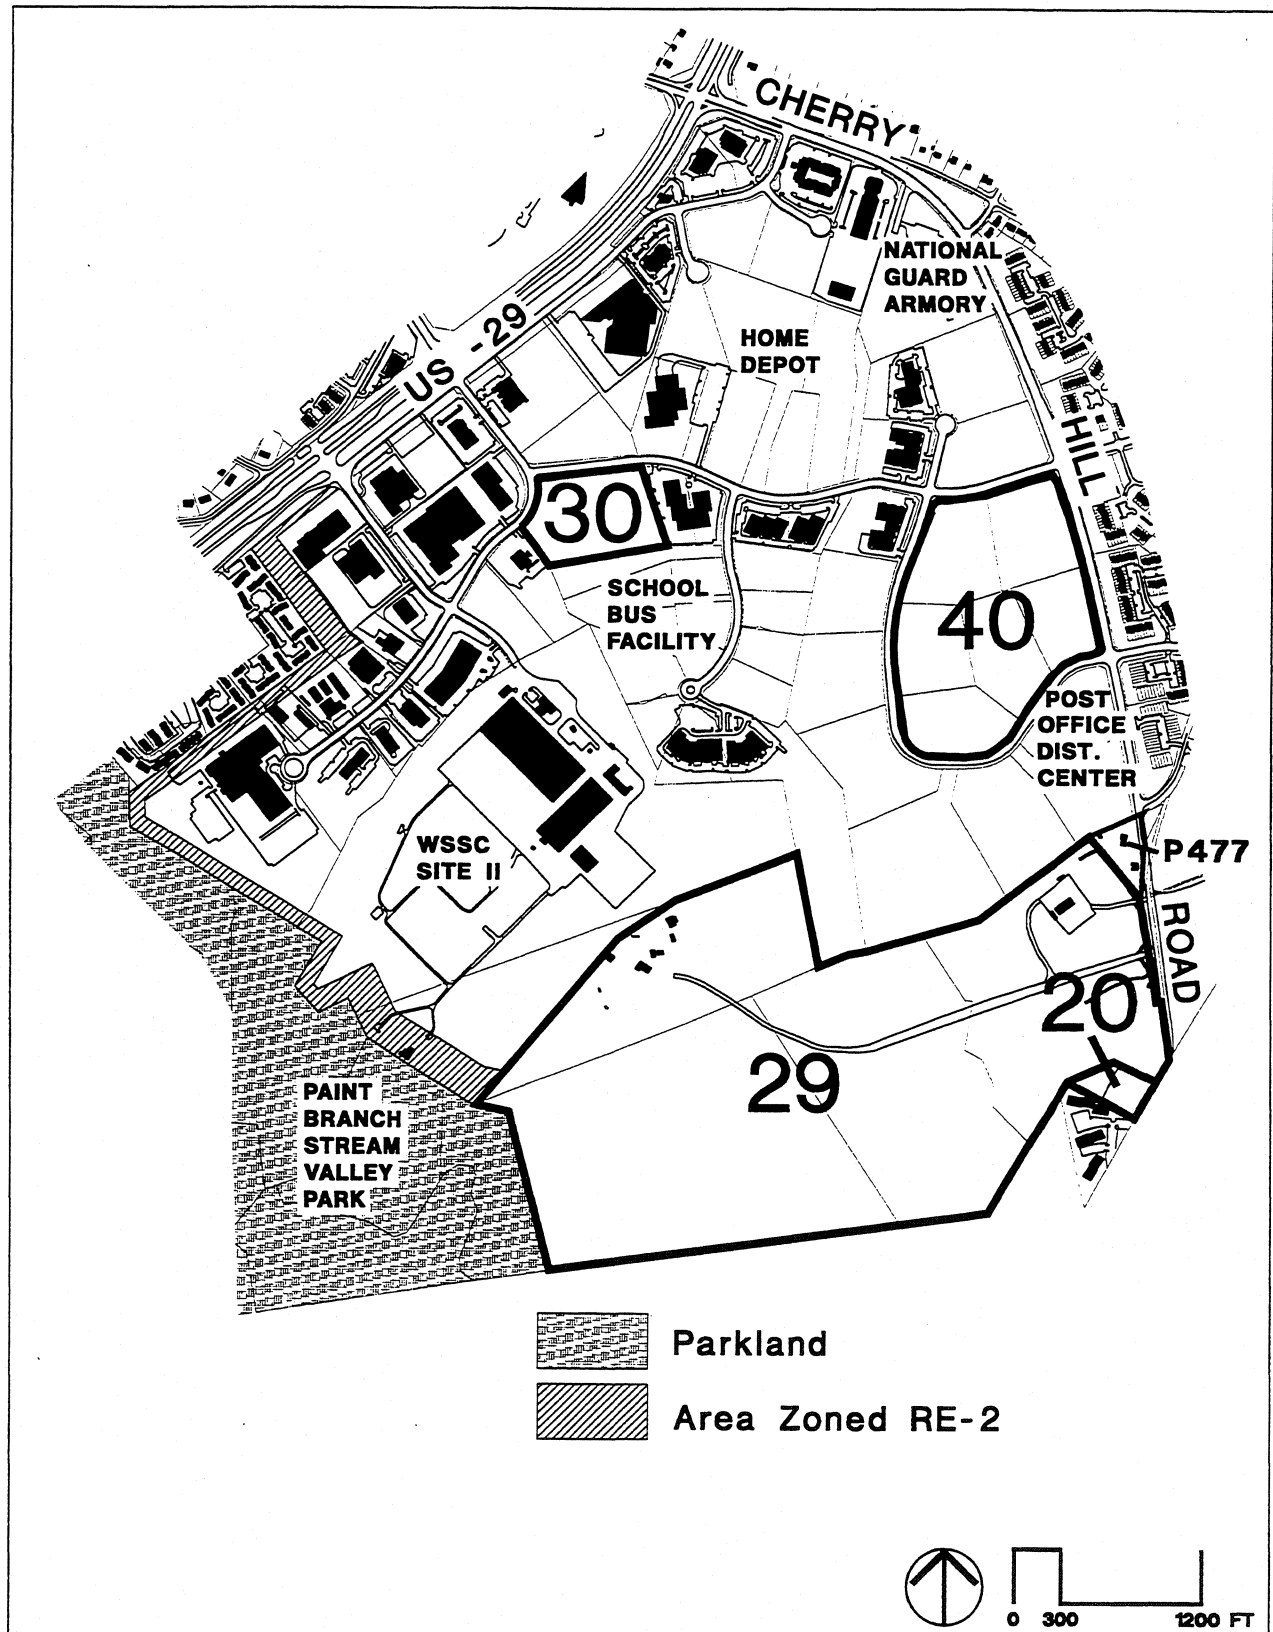 CHERRY
NATIONAL
GUARD
ARMORY
HOME
DEPOT
US -29
HILL
30
SCHOOL
BUS
FACILITY
40
POST
OFFICE
DIST.
CENTER
WSSC
SITE II
P477
ROAD
20
29
PAINT
BRANCH
STREAM
VALLEY
PARK
Parkland
Area Zoned RE-2
0 300 1200 FT